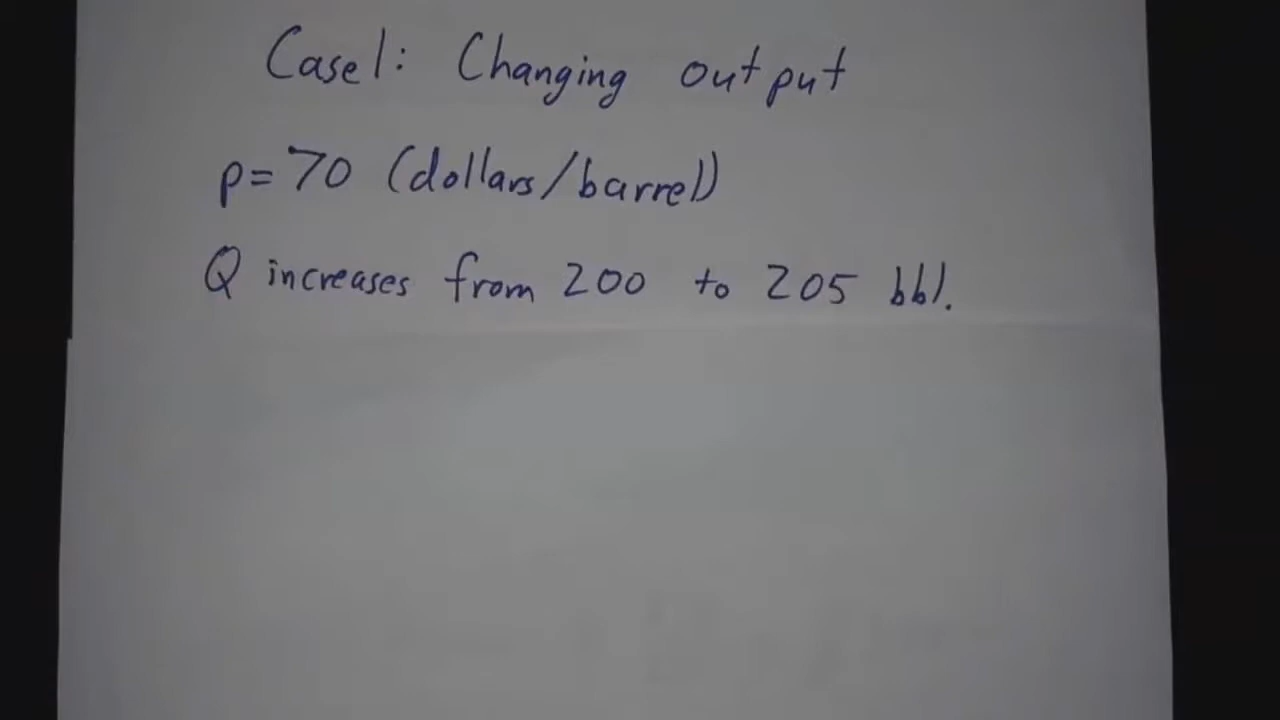 Case 1: Changing output
p = 70 (dollars/barrel)
Q increases from 200 to 205 bbl.